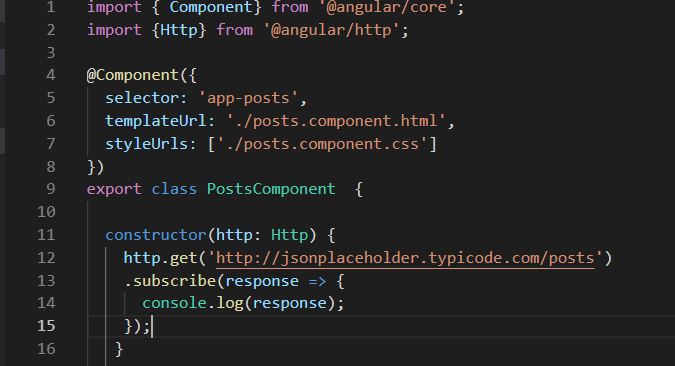 1 import { Component} from '@angular/core';
2 import {Http} from '@angular/http';
3
4 @Component({
5 selector: 'app-posts',
6 templateUrl: './posts.component.html',
7 styleUrls: ['./posts.component.css']
8 })
9 export class PostsComponent  {
10
11 constructor(http: Http) {
12 http.get('http://jsonplaceholder.typicode.com/posts')
13 .subscribe(response => {
14 console.log(response);
15 });
16 }